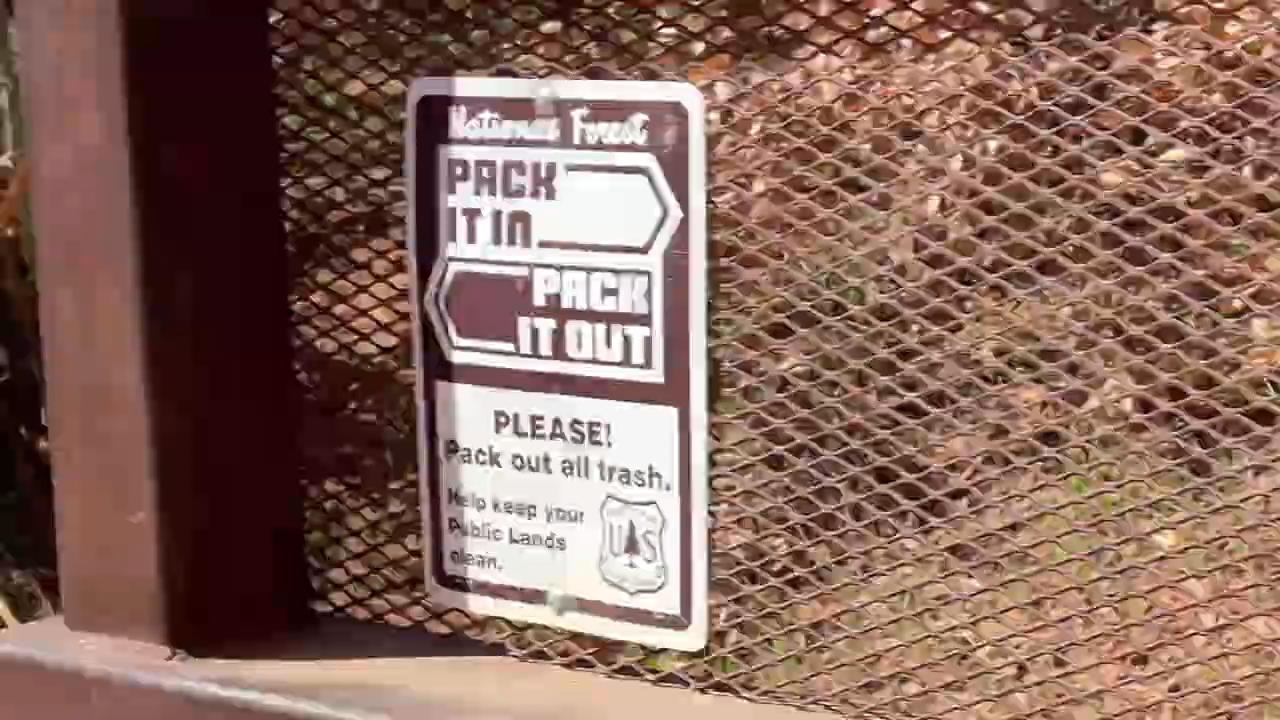 National Forest
PACK
IT IN
PACK
IT OUT
PLEASE!
Pack out all trash.
Help keep your
Public Lands
clean.
U S